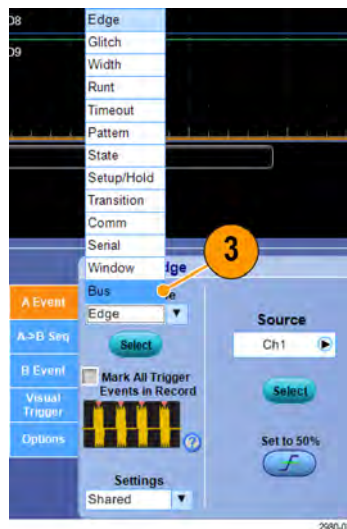 D8
D9
Edge
Glitch
Width
Runt
Timeout
Pattern
State
Setup/Hold
Transition
Comm
Serial
Window
Bus
3
A Event
A->B Seq
B Event
Visual
Trigger
Options
Edge
Select
Mark All Trigger
Events in Record
Settings
Shared
Source
Ch1
Select
Set to 50%